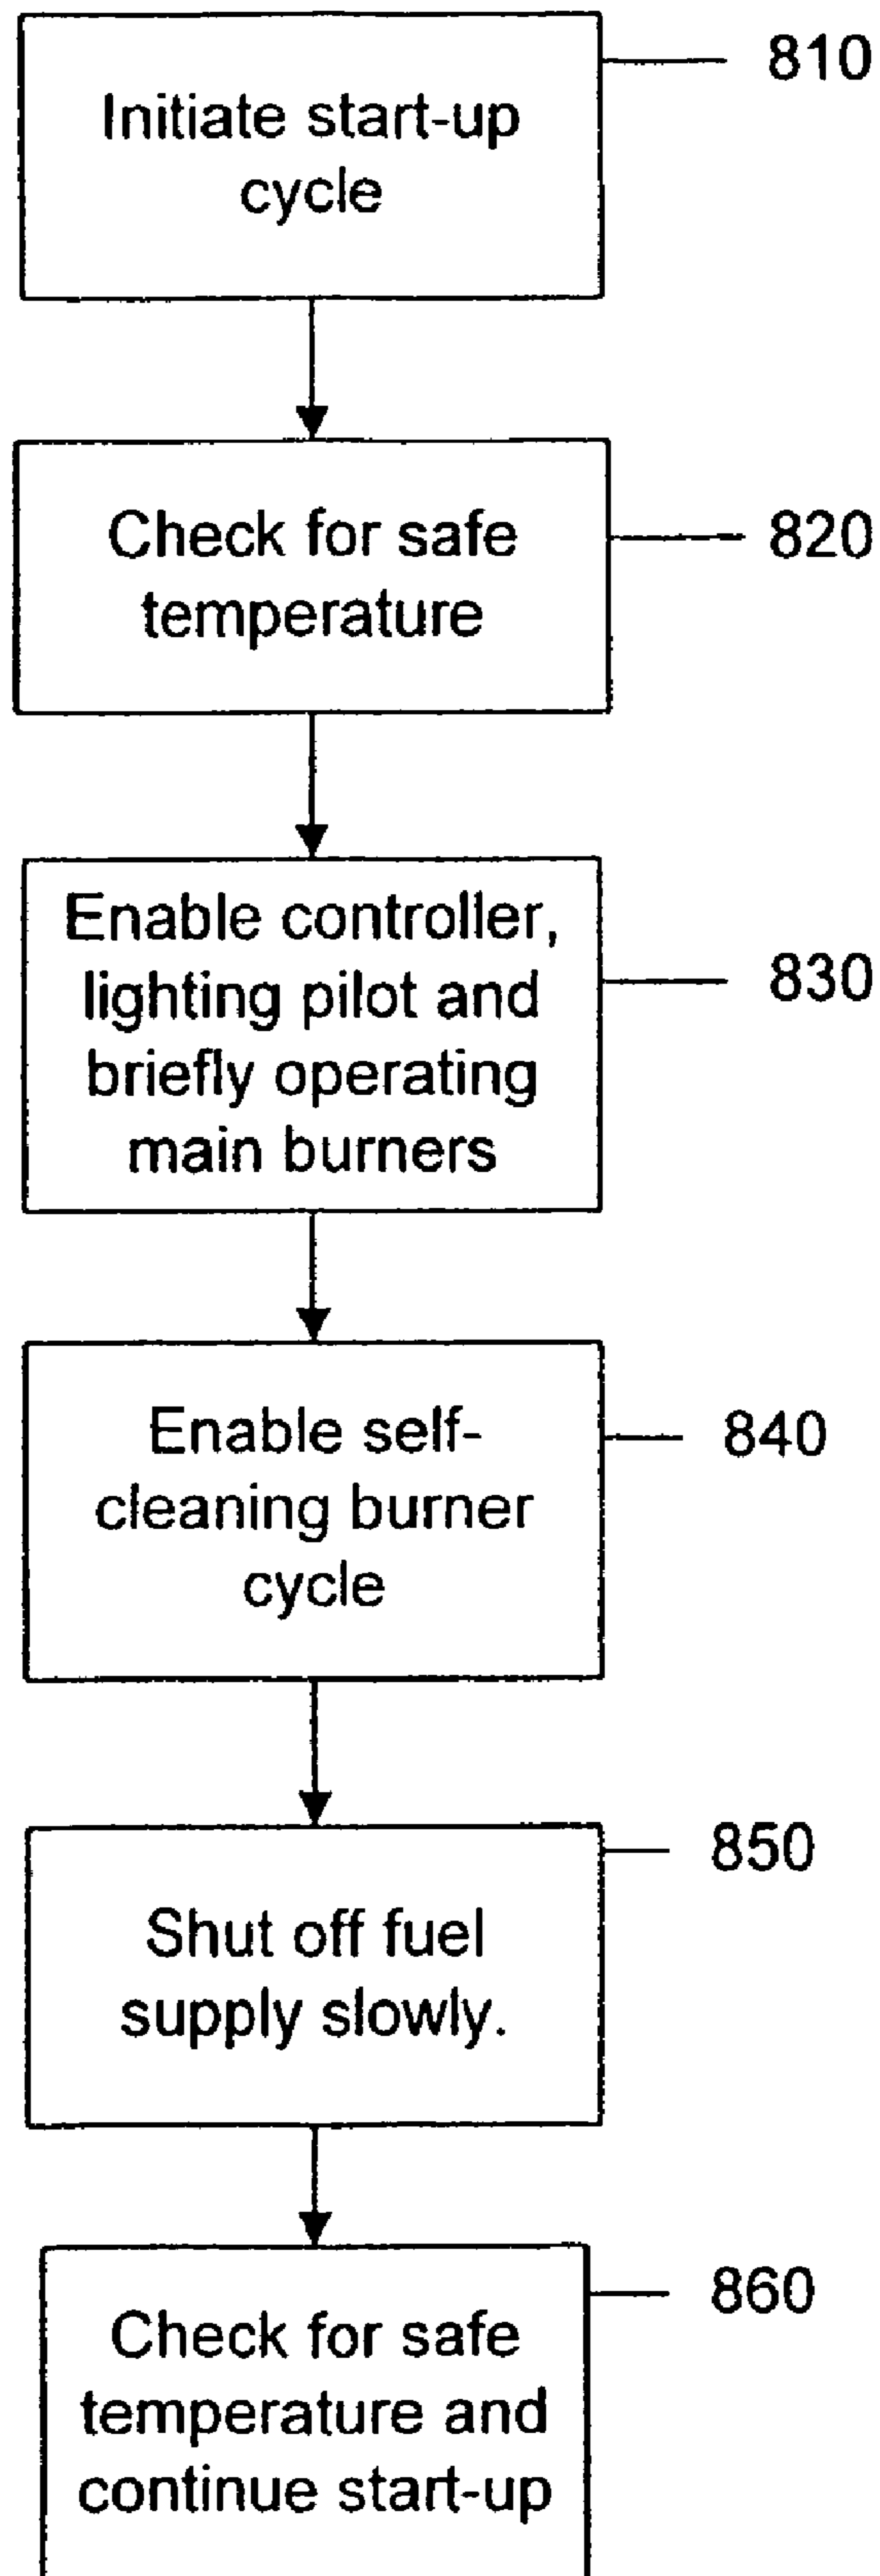 Initiate start-up
cycle
810
Check for safe
temperature
820
Enable controller,
lighting pilot and
briefly operating
main burners
830
Enable self-
cleaning burner
cycle
840
Shut off fuel
supply slowly.
850
Check for safe
temperature and
continue start-up
860